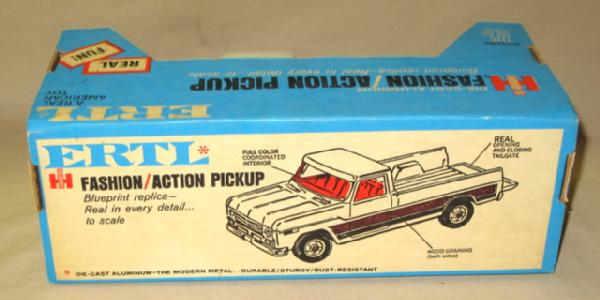 REAL
FUN!
DIE-CAST ALUMINUM
IH FASHION/ACTION PICKUP
Blueprint replica—Real in every detail...to scale
A REAL
AMERICAN
TOY
ERTL*
ERTL*
IH FASHION/ACTION PICKUP
Blueprint replica—
Real in every detail...
to scale
FULL COLOR
COORDINATED
INTERIOR
REAL
OPENING
AND CLOSING
TAILGATE
WOOD GRAINING
(both sides)
* DIE-CAST ALUMINUM—THE MODERN METAL. DURABLE/STURDY/RUST-RESISTANT